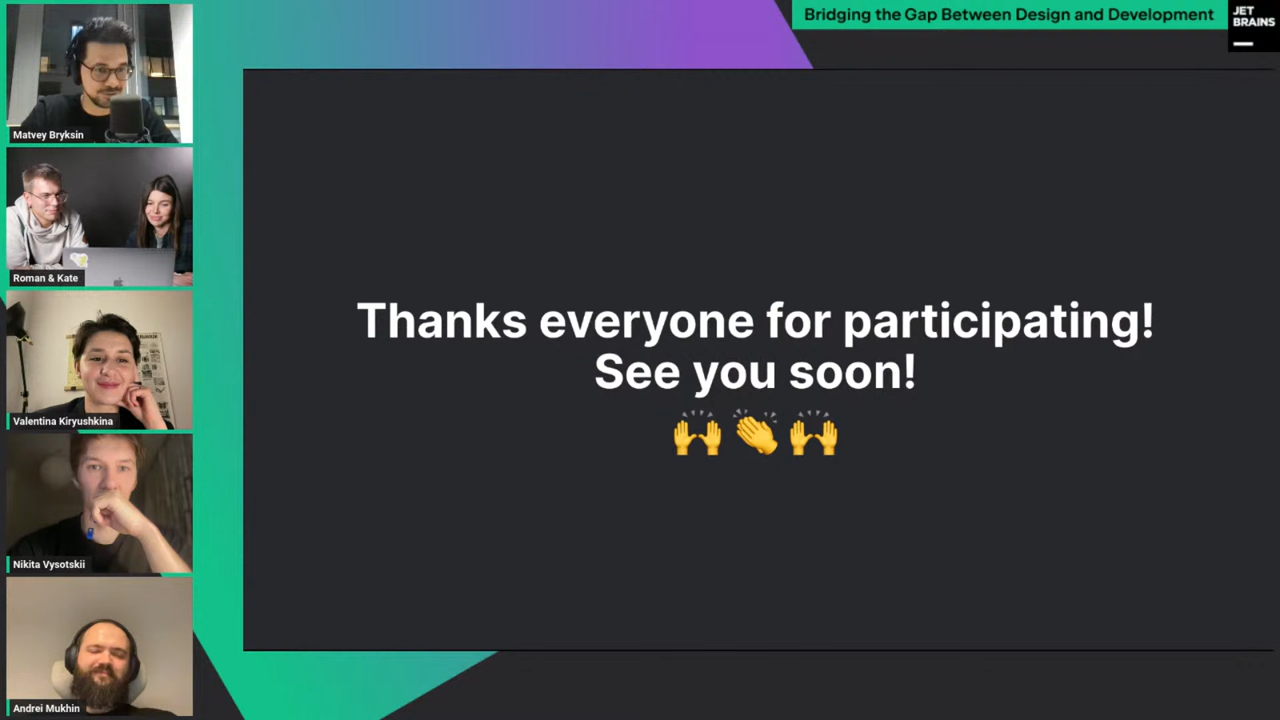 Bridging the Gap Between Design and Development
JET
BRAINS
Matvey Bryksin
Roman & Kate
Valentina Kiryushkina
Nikita Vysotskii
Andrei Mukhin
Thanks everyone for participating!
See you soon!
🙌 👏 🙌